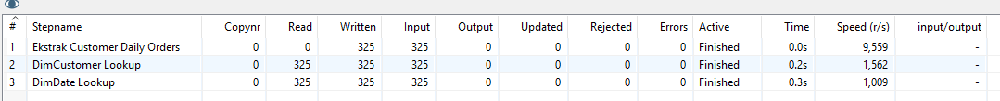 # Stepname Copynr Read Written Input Output Updated Rejected Errors Active Time Speed (r/s) input/output
1 Ekstrak Customer Daily Orders 0 0 325 325 0 0 0 0 Finished 0.0s 9,559 -
2 DimCustomer Lookup 0 325 325 325 0 0 0 0 Finished 0.2s 1,562 -
3 DimDate Lookup 0 325 325 325 0 0 0 0 Finished 0.3s 1,009 -